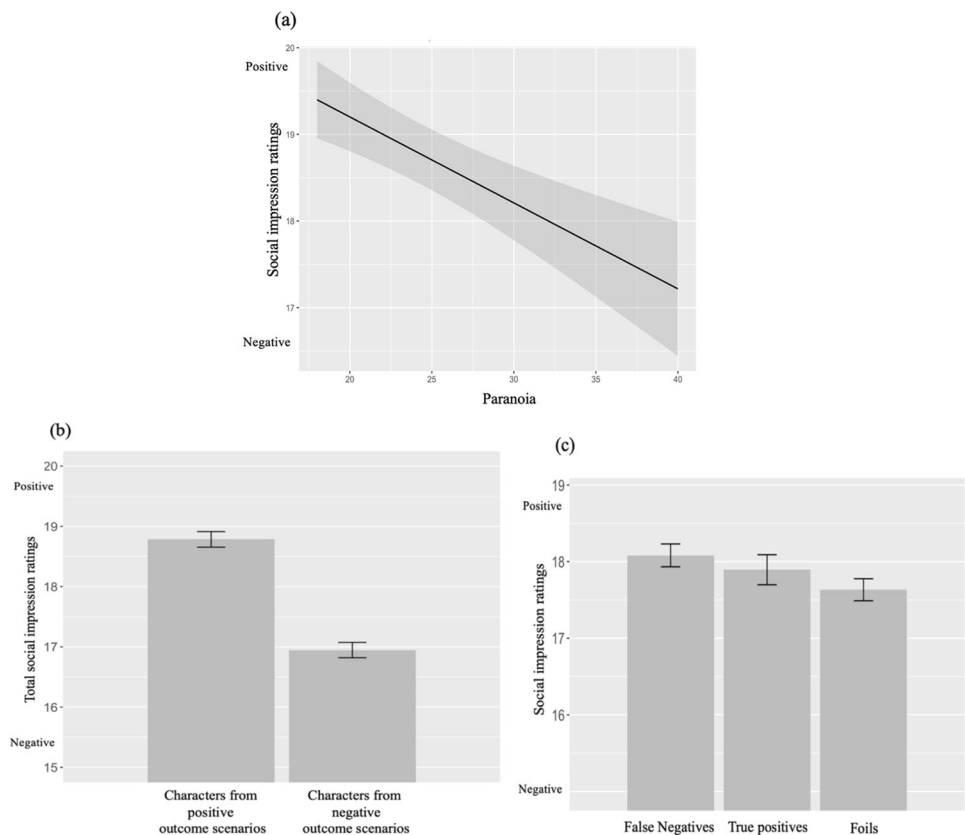 (a)
20
Positive
19
18
17
Negative
Social impression ratings
20
25
30
35
40
Paranoia
(b)
20
Positive
19
18
17
16
Negative
15
Total social impression ratings
Characters from
positive
outcome scenarios
Characters from
negative
outcome scenarios
(c)
19
Positive
18
17
16
Negative
Social impression ratings
False Negatives
True positives
Foils